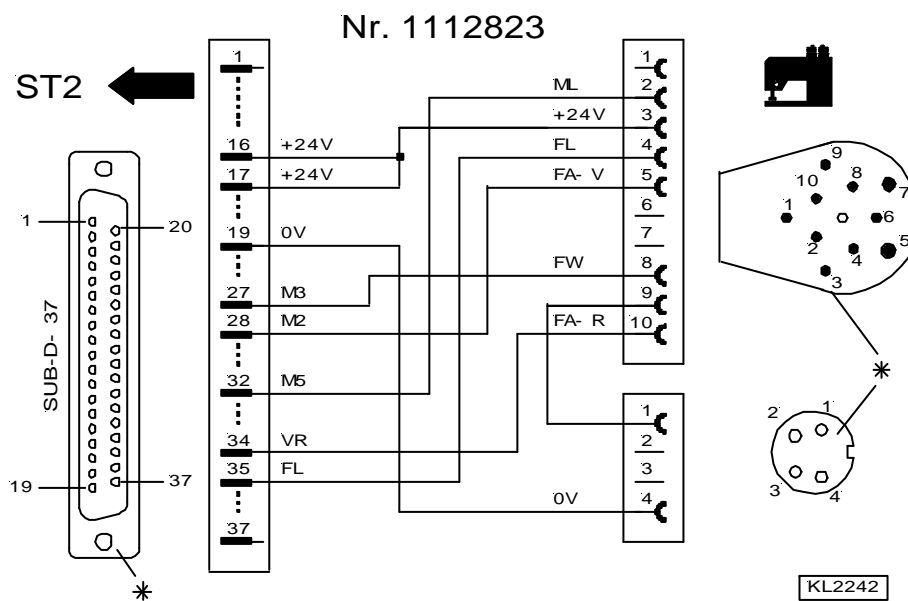 Nr. 1112823
ST2
SUB-D- 37
1
20
19
37
1
16 +24V
17 +24V
19 0V
27 M3
28 M2
32 M5
34 VR
35 FL
37
1
ML 2
+24V 3
FL 4
FA- V 5
6
7
FW 8
9
FA- R 10
1
2
3
0V 4
9
10
8
7
1
6
2
4
5
3
*
2
1
3
4
*
KL2242